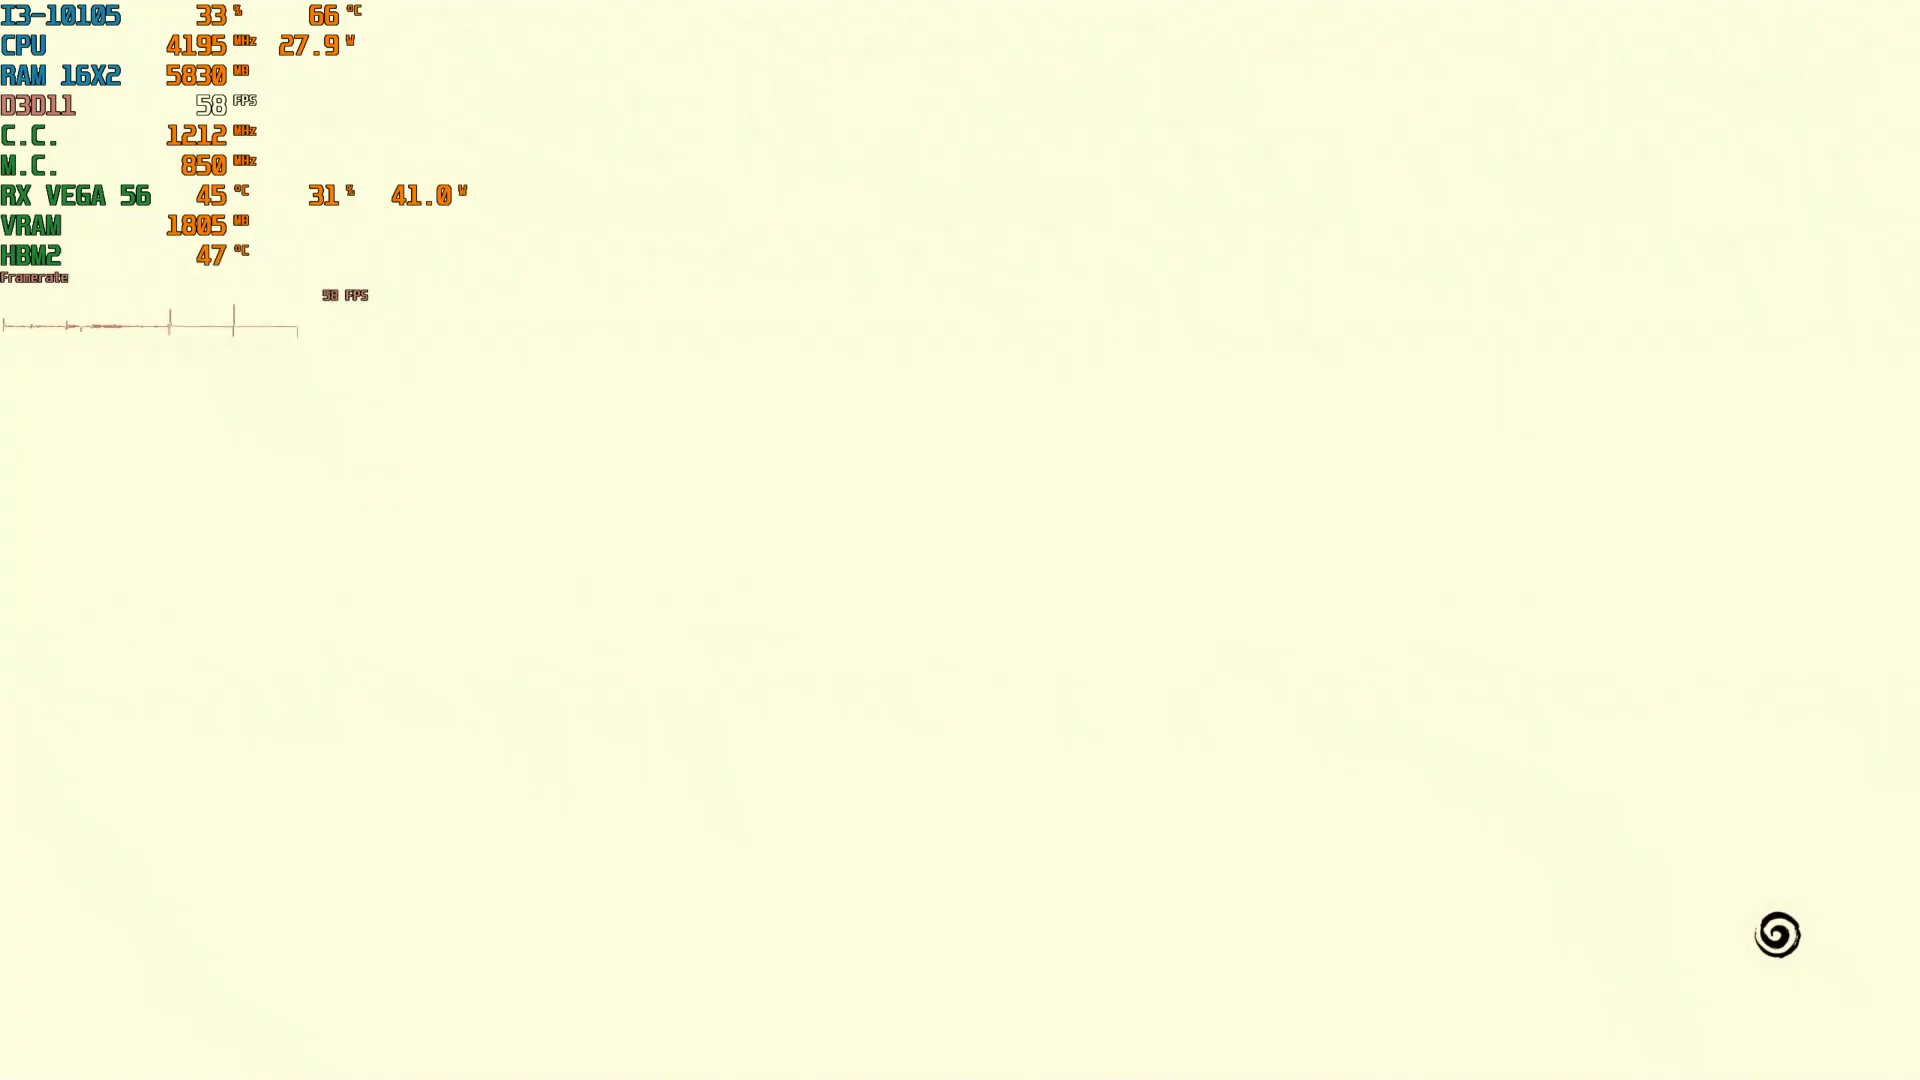 I3-10105 33 % 66 °C
CPU 4195 MHz 27.9 W
RAM 16X2 5830 MB
D3D11 58 FPS
C.C. 1212 MHz
M.C. 850 MHz
RX VEGA 56 45 °C 31 % 41.0 W
VRAM 1805 MB
HBM2 47 °C
Framerate
58 FPS